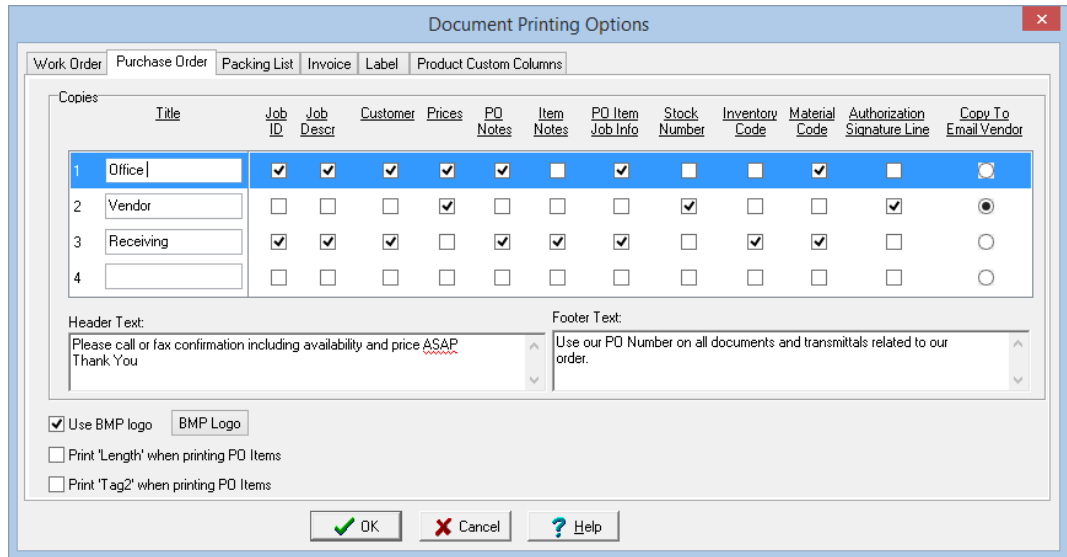 Document Printing Options
Work Order Purchase Order Packing List Invoice Label Product Custom Columns
Copies
Title Job ID Job Descr Customer Prices PO Notes Item Notes PO Item Job Info Stock Number Inventory Code Material Code Authorization Signature Line Copy To Email Vendor
1 Office
2 Vendor
3 Receiving
4
Header Text:
Please call or fax confirmation including availability and price ASAP
Thank You
Footer Text:
Use our PO Number on all documents and transmittals related to our
order.
Use BMP logo BMP Logo
Print 'Length' when printing PO Items
Print 'Tag2' when printing PO Items
OK Cancel ? Help